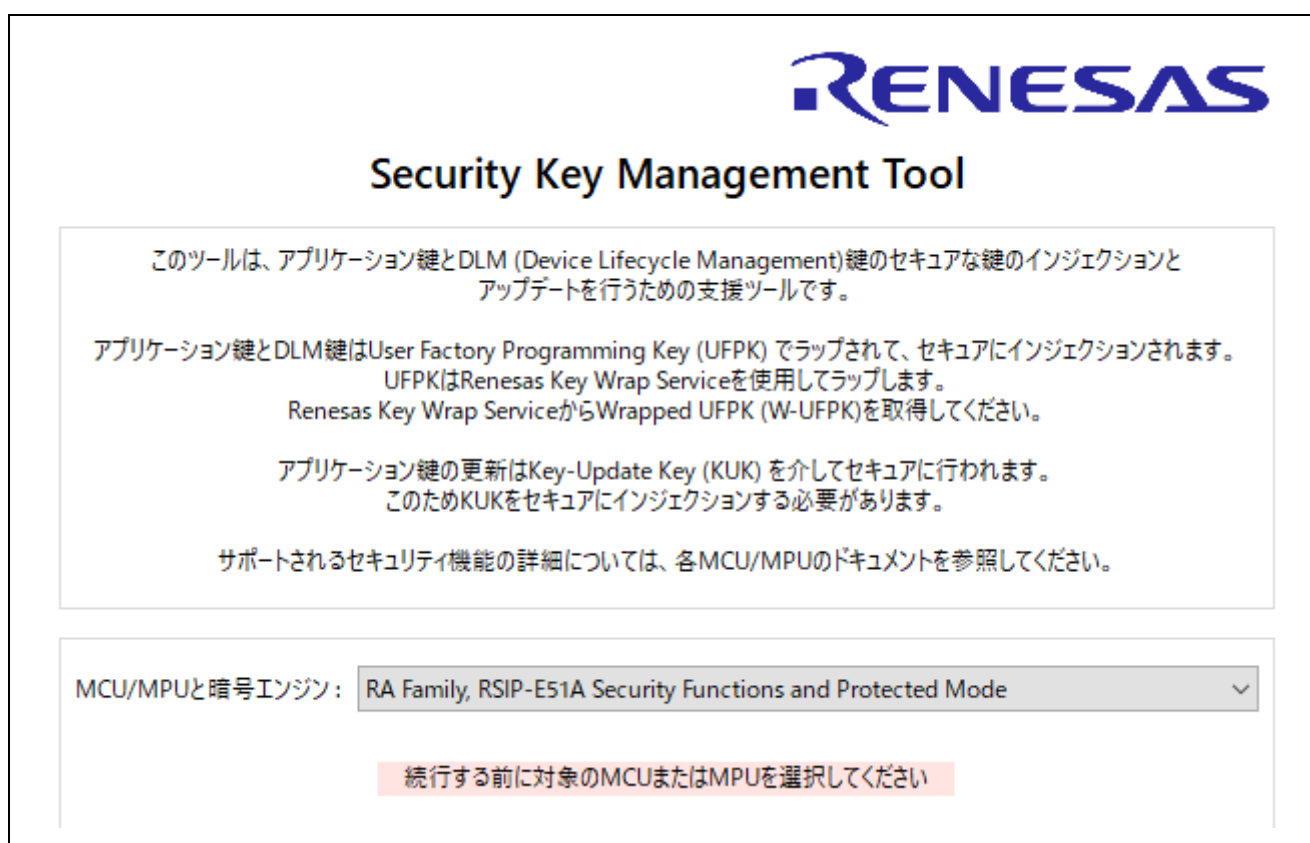 RENESAS
Security Key Management Tool
このツールは、アプリケーション鍵とDLM (Device Lifecycle Management)鍵のセキュアな鍵のインジェクションと
アップデートを行うための支援ツールです。
アプリケーション鍵とDLM鍵はUser Factory Programming Key (UFPK) でラップされて、セキュアにインジェクションされます。
UFPKはRenesas Key Wrap Serviceを使用してラップします。
Renesas Key Wrap ServiceからWrapped UFPK (W-UFPK)を取得してください。
アプリケーション鍵の更新はKey-Update Key (KUK) を介してセキュアに行われます。
このためKUKをセキュアにインジェクションする必要があります。
サポートされるセキュリティ機能の詳細については、各MCU/MPUのドキュメントを参照してください。
MCU/MPUと暗号エンジン : RA Family, RSIP-E51A Security Functions and Protected Mode
続行する前に対象のMCUまたはMPUを選択してください